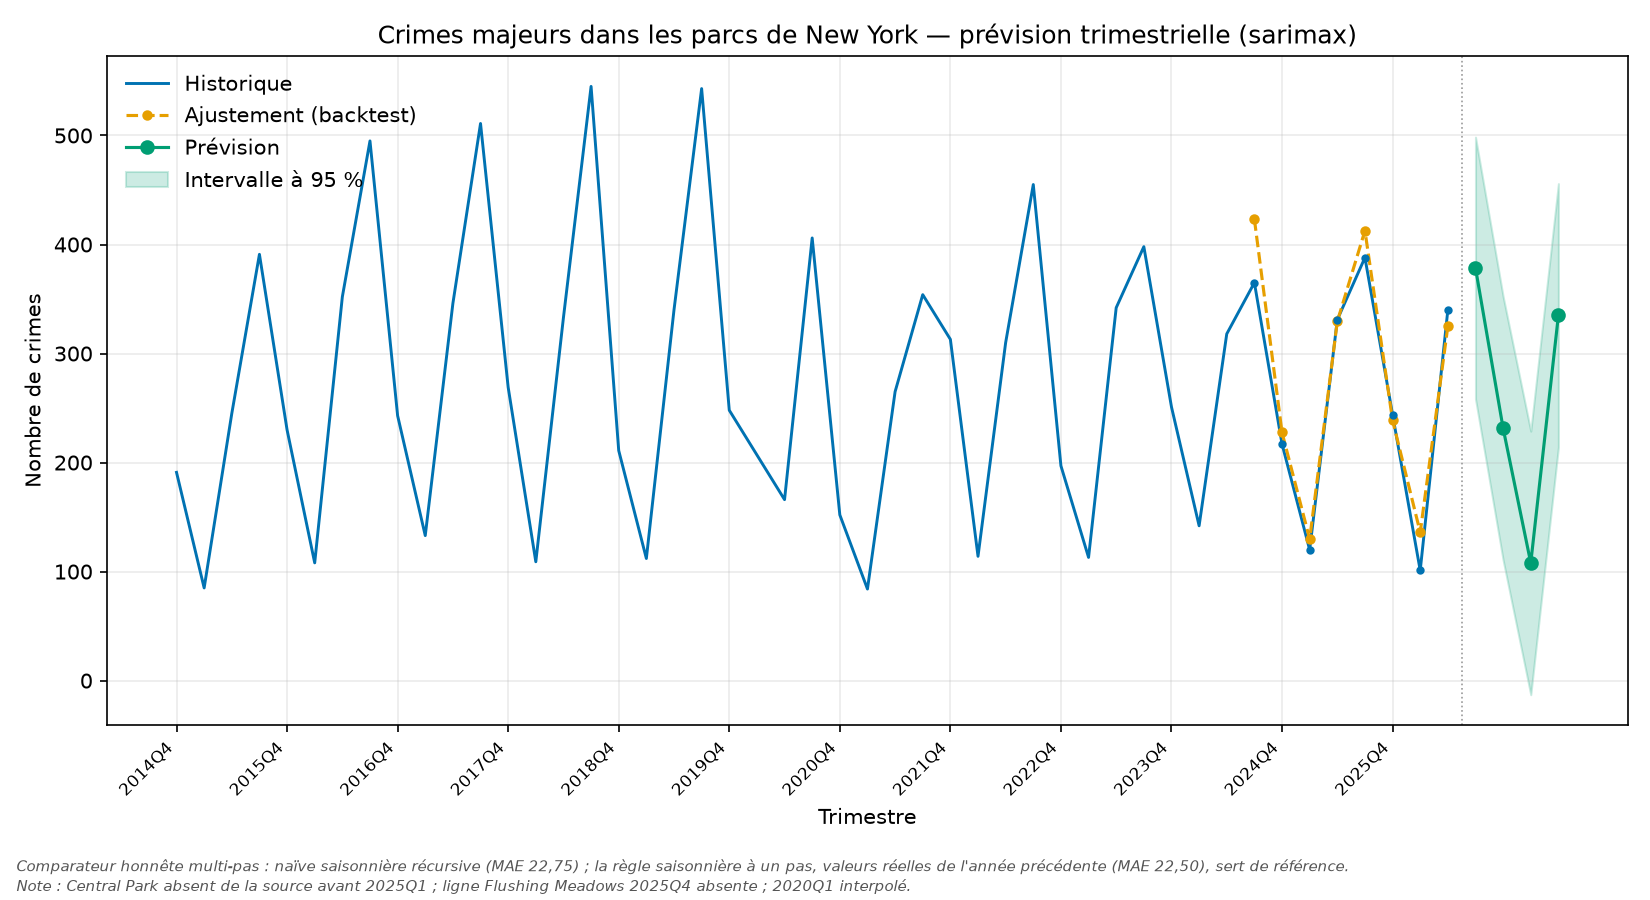 Crimes majeurs dans les parcs de New York — prévision trimestrielle (sarimax)
Historique
Ajustement (backtest)
Prévision
Intervalle à 95 %
Nombre de crimes
500
400
300
200
100
0
2014Q4
2015Q4
2016Q4
2017Q4
2018Q4
2019Q4
2020Q4
2021Q4
2022Q4
2023Q4
2024Q4
2025Q4
Trimestre
Comparateur honnête multi-pas : naïve saisonnière récursive (MAE 22,75) ; la règle saisonnière à un pas, valeurs réelles de l'année précédente (MAE 22,50), sert de référence.
Note : Central Park absent de la source avant 2025Q1 ; ligne Flushing Meadows 2025Q4 absente ; 2020Q1 interpolé.